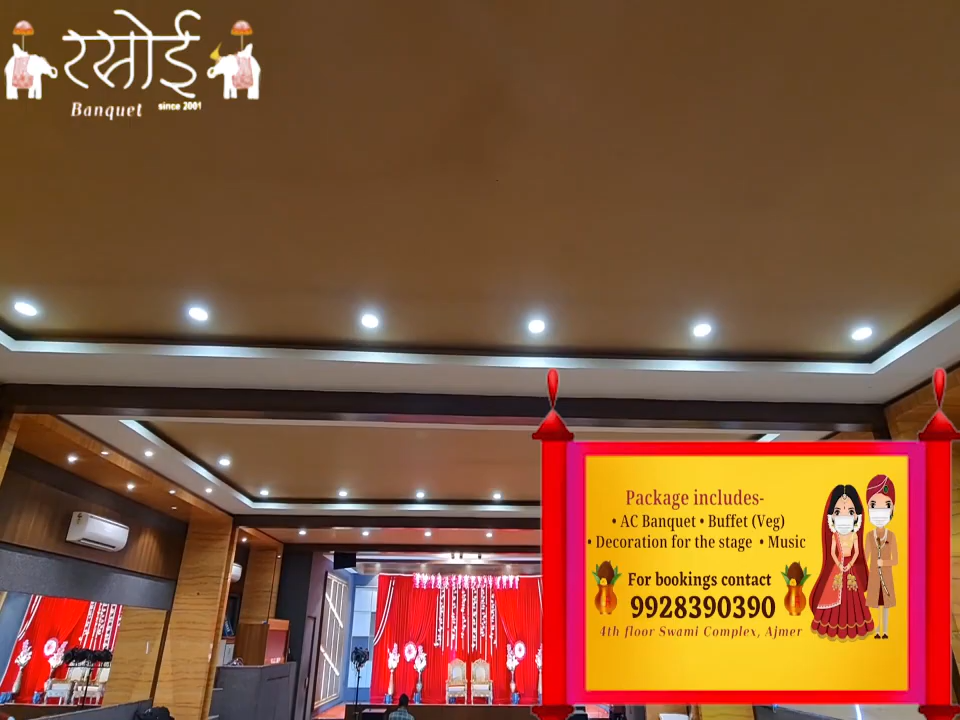 रसोई
Banquet since 2001
Package includes-
• AC Banquet • Buffet (Veg)
• Decoration for the stage • Music
For bookings contact
9928390390
4th floor Swami Complex, Ajmer